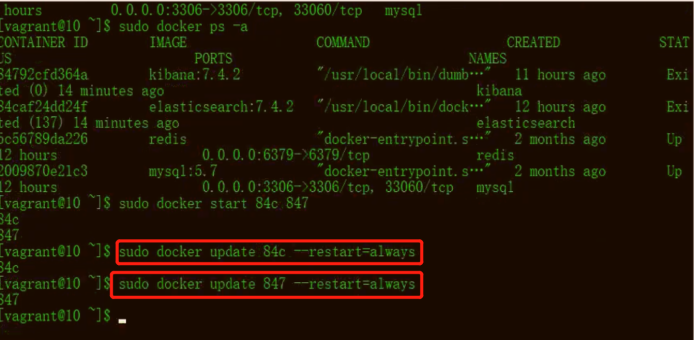 hours 0.0.0.0:3306->3306/tcp, 33060/tcp mysql
[vagrant@10 ~]$ sudo docker ps -a
CONTAINER ID IMAGE COMMAND CREATED STAT
US PORTS NAMES
84792cfd364a kibana:7.4.2 "/usr/local/bin/dumb…" 11 hours ago Exi
ted (0) 14 minutes ago kibana
84caf24dd24f elasticsearch:7.4.2 "/usr/local/bin/dock…" 12 hours ago Exi
ted (137) 14 minutes ago elasticsearch
5c56789da226 redis "docker-entrypoint.s…" 2 months ago Up
12 hours 0.0.0.0:6379->6379/tcp redis
2009870e21c3 mysql:5.7 "docker-entrypoint.s…" 2 months ago Up
12 hours 0.0.0.0:3306->3306/tcp, 33060/tcp mysql
[vagrant@10 ~]$ sudo docker start 84c 847
84c
847
[vagrant@10 ~]$ sudo docker update 84c --restart=always
84c
[vagrant@10 ~]$ sudo docker update 847 --restart=always
847
[vagrant@10 ~]$